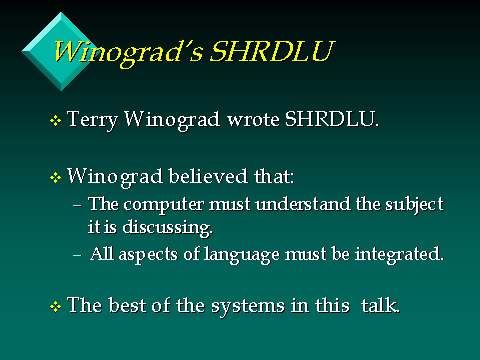 Winograd's SHRDLU
❖ Terry Winograd wrote SHRDLU.
❖ Winograd believed that:
– The computer must understand the subject
it is discussing.
– All aspects of language must be integrated.
❖ The best of the systems in this talk.